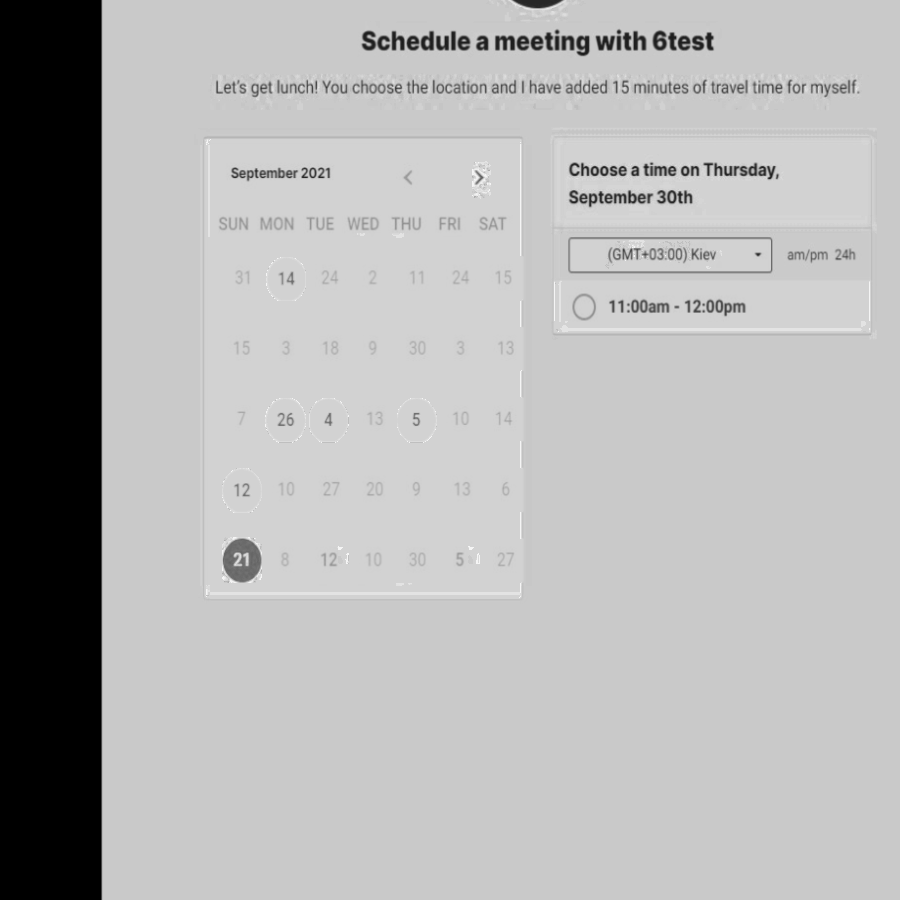 Schedule a meeting with 6test
Let's get lunch! You choose the location and I have added 15 minutes of travel time for myself.
September 2021
SUN MON TUE WED THU FRI SAT
31 14 24 2 11 24 15
15 3 18 9 30 3 13
7 26 4 13 5 10 14
12 10 27 20 9 13 6
21 8 12 10 30 5 27
Choose a time on Thursday,
September 30th
(GMT+03:00) Kiev am/pm 24h
11:00am - 12:00pm